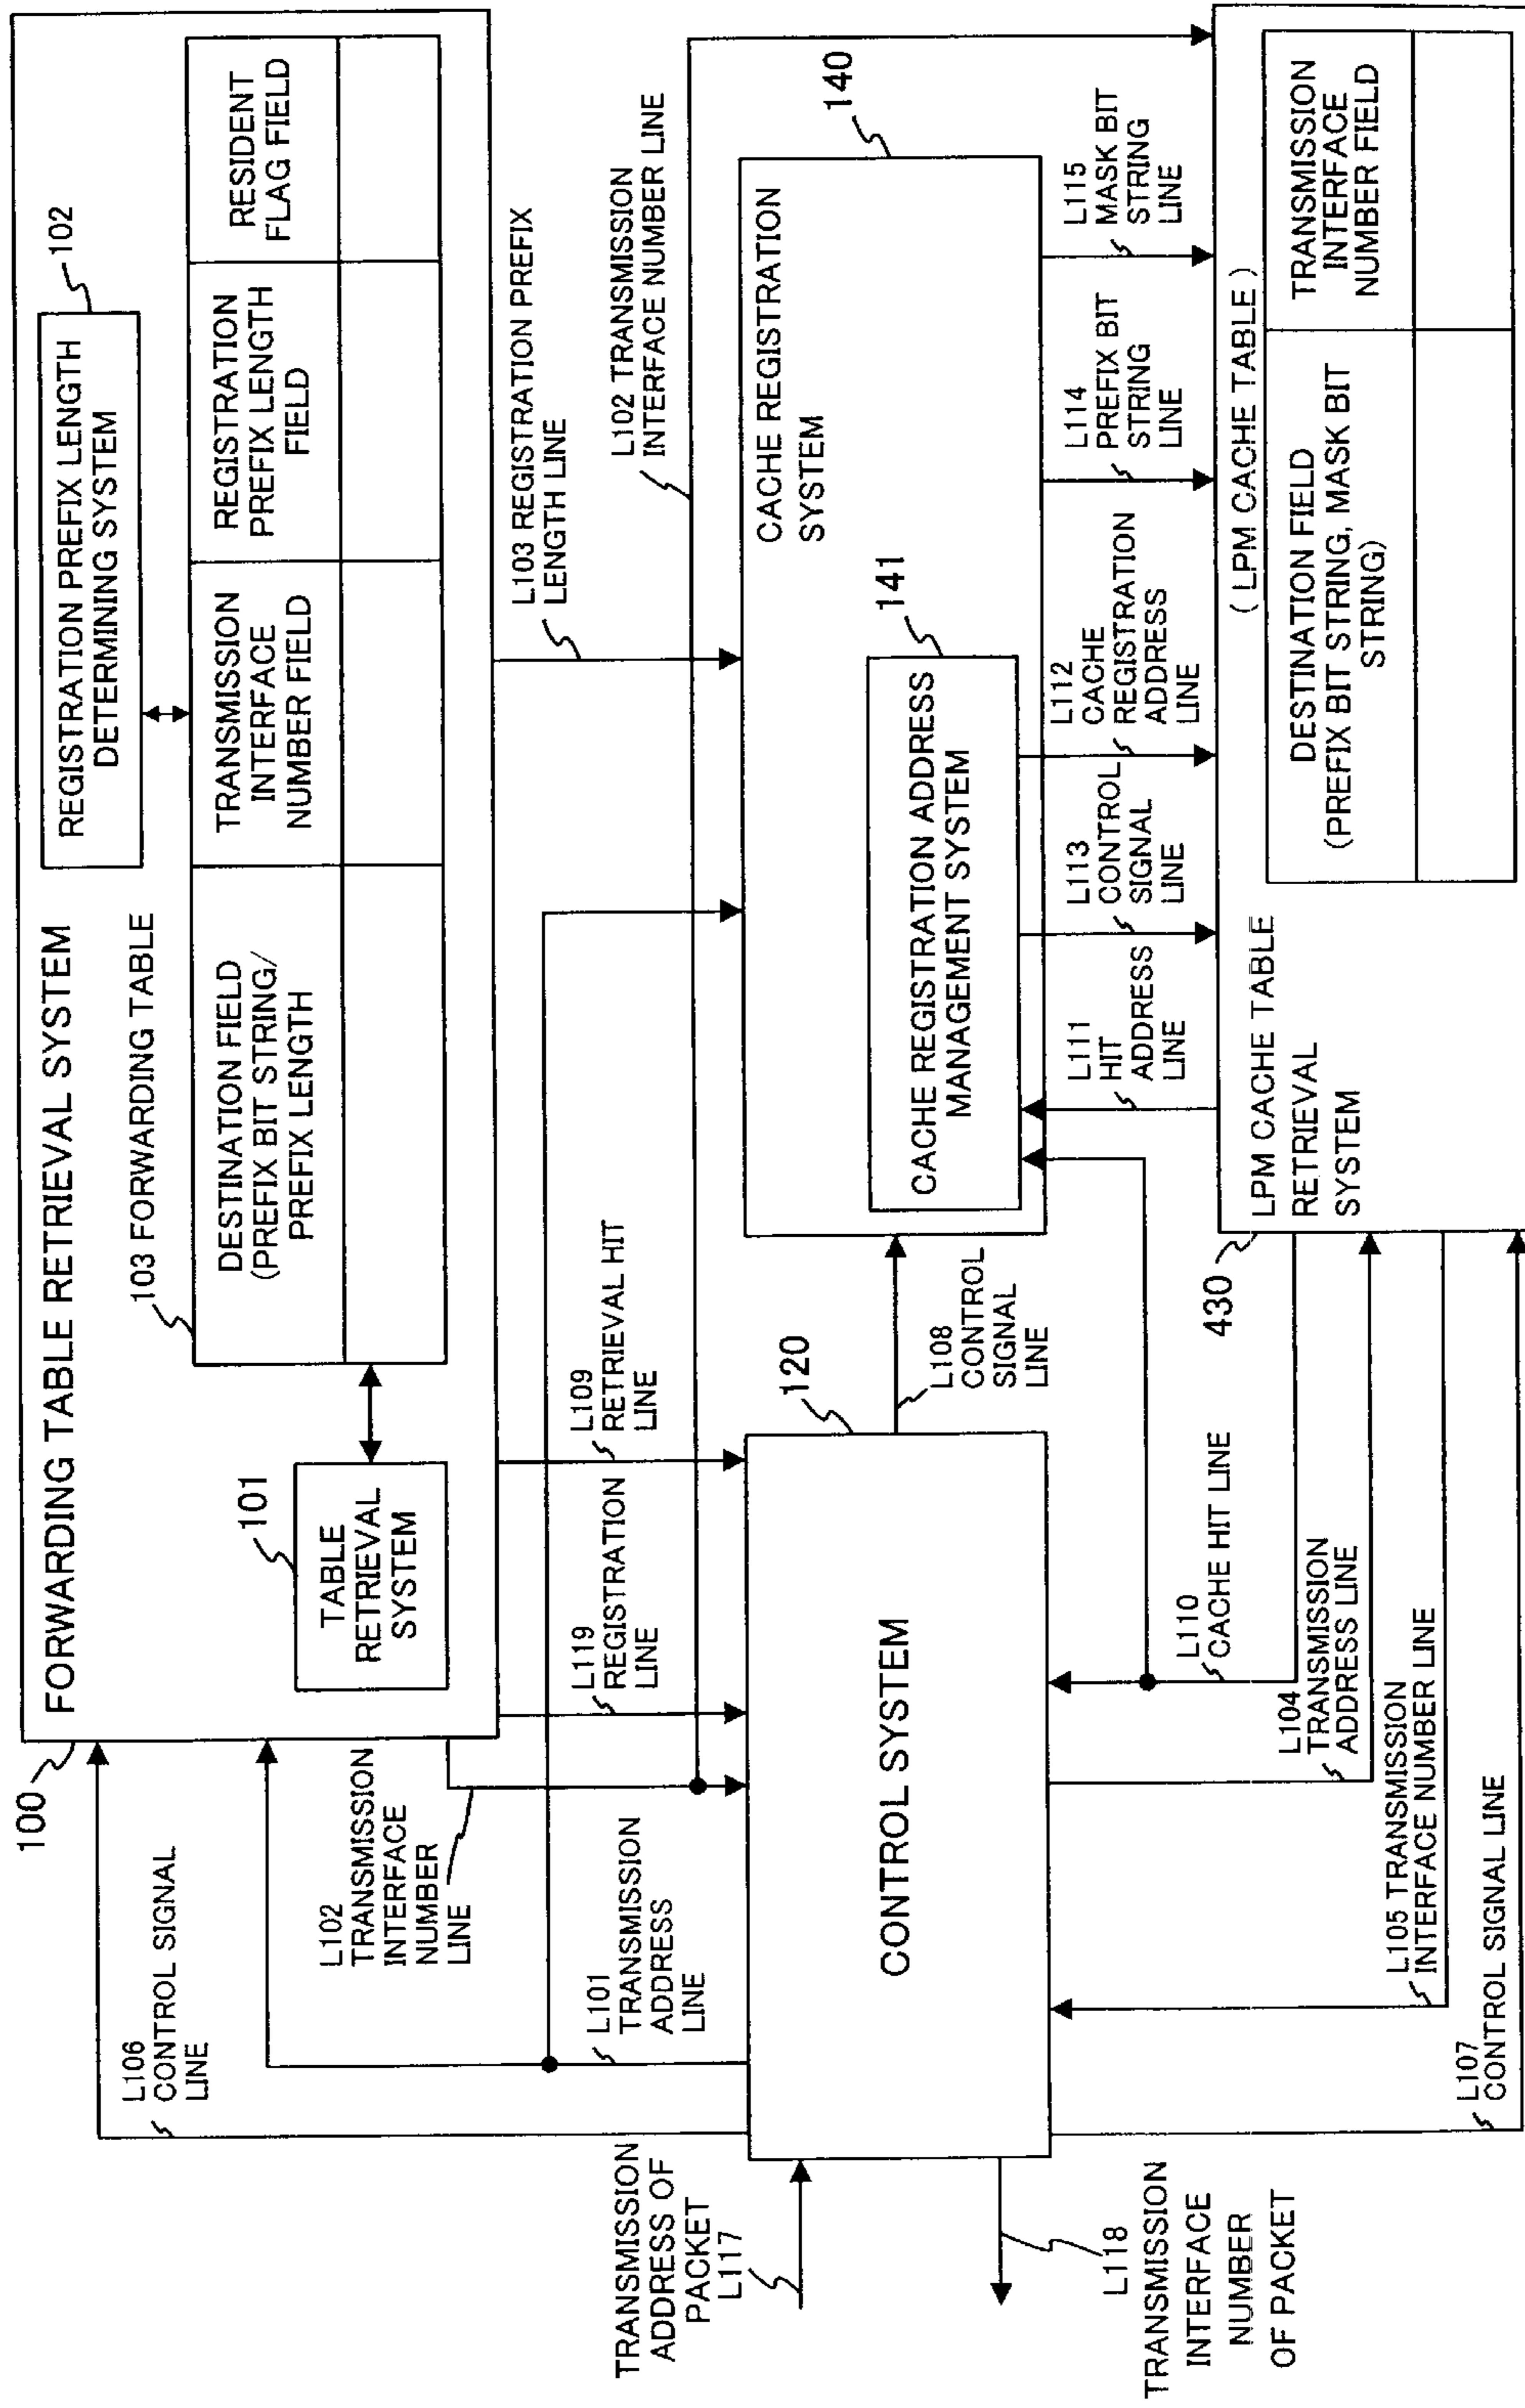 100
FORWARDING TABLE RETRIEVAL SYSTEM
101
TABLE
RETRIEVAL
SYSTEM
103 FORWARDING TABLE
REGISTRATION PREFIX LENGTH
DETERMINING SYSTEM
102
DESTINATION FIELD
(PREFIX BIT STRING/
PREFIX LENGTH
TRANSMISSION
INTERFACE
NUMBER FIELD
REGISTRATION
PREFIX LENGTH
FIELD
RESIDENT
FLAG FIELD
L106
CONTROL SIGNAL
LINE
L102
TRANSMISSION
INTERFACE
NUMBER
LINE
L101
TRANSMISSION
ADDRESS
LINE
L119
REGISTRATION
LINE
L109
RETRIEVAL HIT
LINE
L103 REGISTRATION PREFIX
LENGTH LINE
L102 TRANSMISSION
INTERFACE NUMBER LINE
TRANSMISSION
ADDRESS OF
PACKET
L117
L118
TRANSMISSION
INTERFACE
NUMBER
OF PACKET
120
CONTROL SYSTEM
L108
CONTROL
SIGNAL
LINE
140
CACHE REGISTRATION
SYSTEM
141
CACHE REGISTRATION ADDRESS
MANAGEMENT SYSTEM
L107
CONTROL SIGNAL LINE
L105 TRANSMISSION
INTERFACE NUMBER LINE
L104
TRANSMISSION
ADDRESS LINE
L110
CACHE HIT LINE
L111
HIT
ADDRESS
LINE
L113
CONTROL
SIGNAL
LINE
L112
CACHE
REGISTRATION
ADDRESS
LINE
L114
PREFIX BIT
STRING
LINE
L115
MASK BIT
STRING
LINE
430
LPM CACHE TABLE
RETRIEVAL
SYSTEM
( LPM CACHE TABLE )
DESTINATION FIELD
(PREFIX BIT STRING, MASK BIT
STRING)
TRANSMISSION
INTERFACE
NUMBER FIELD